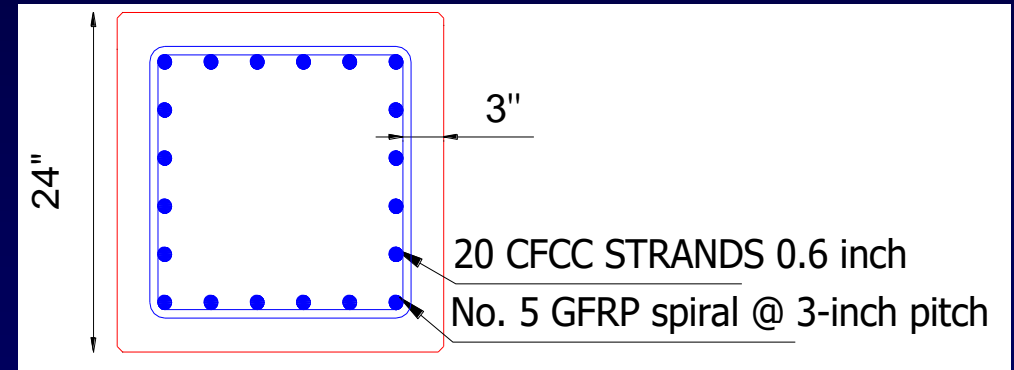 24"
3"
20 CFCC STRANDS 0.6 inch
No. 5 GFRP spiral @ 3-inch pitch